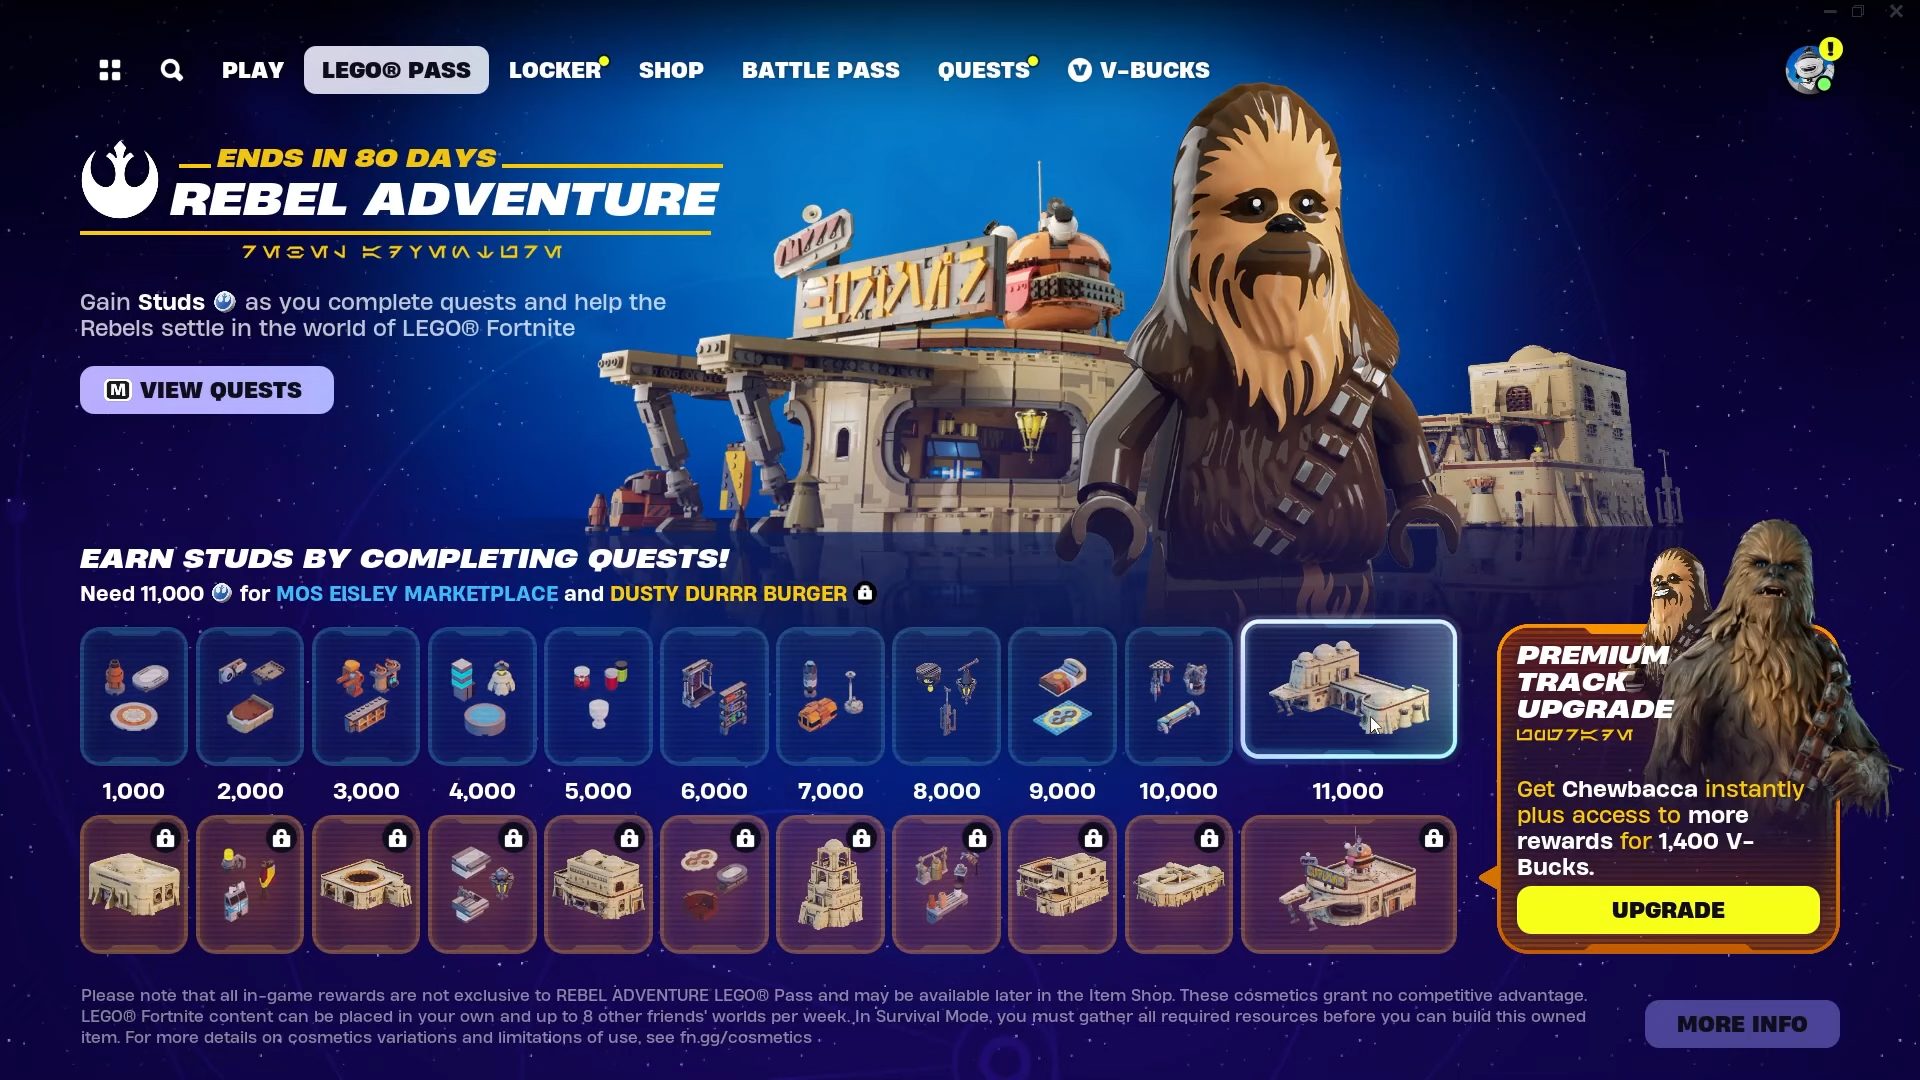 PLAY
LEGO® PASS
LOCKER
SHOP
BATTLE PASS
QUESTS
V-BUCKS
ENDS IN 80 DAYS
REBEL ADVENTURE
Gain Studs as you complete quests and help the
Rebels settle in the world of LEGO® Fortnite
M VIEW QUESTS
EARN STUDS BY COMPLETING QUESTS!
Need 11,000 for MOS EISLEY MARKETPLACE and DUSTY DURRR BURGER
1,000
2,000
3,000
4,000
5,000
6,000
7,000
8,000
9,000
10,000
11,000
PREMIUM
TRACK
UPGRADE
Get Chewbacca instantly
plus access to more
rewards for 1,400 V-
Bucks.
UPGRADE
Please note that all in-game rewards are not exclusive to REBEL ADVENTURE LEGO® Pass and may be available later in the Item Shop. These cosmetics grant no competitive advantage.
LEGO® Fortnite content can be placed in your own and up to 8 other friends' worlds per week. In Survival Mode, you must gather all required resources before you can build this owned
item. For more details on cosmetics variations and limitations of use, see fn.gg/cosmetics
MORE INFO